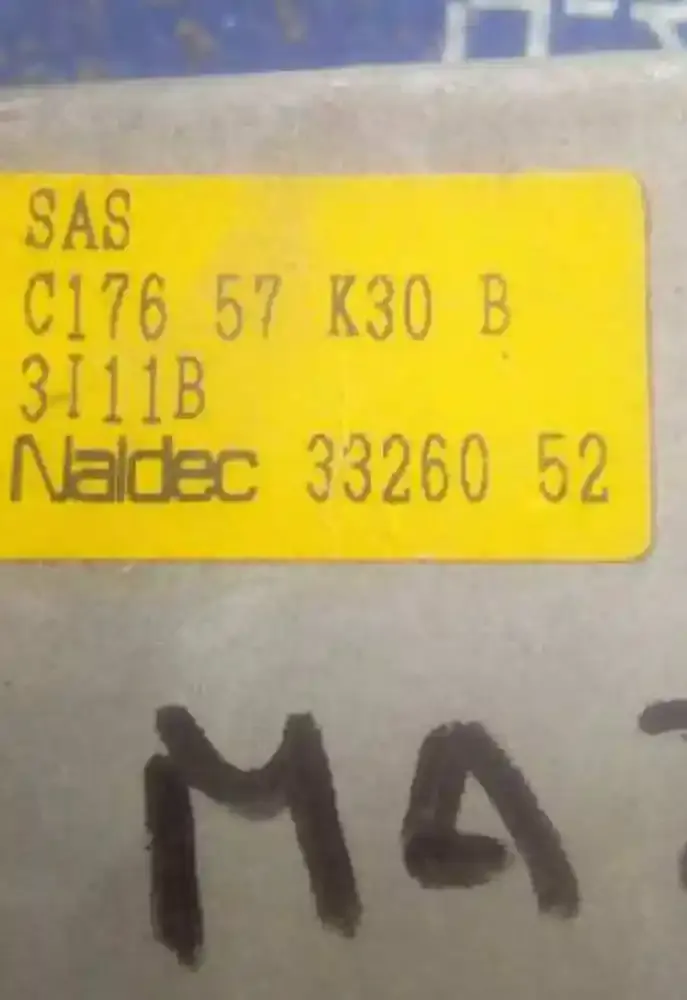 SAS
C176 57 K30 B
3I11B
Naldec 33260 52
MA